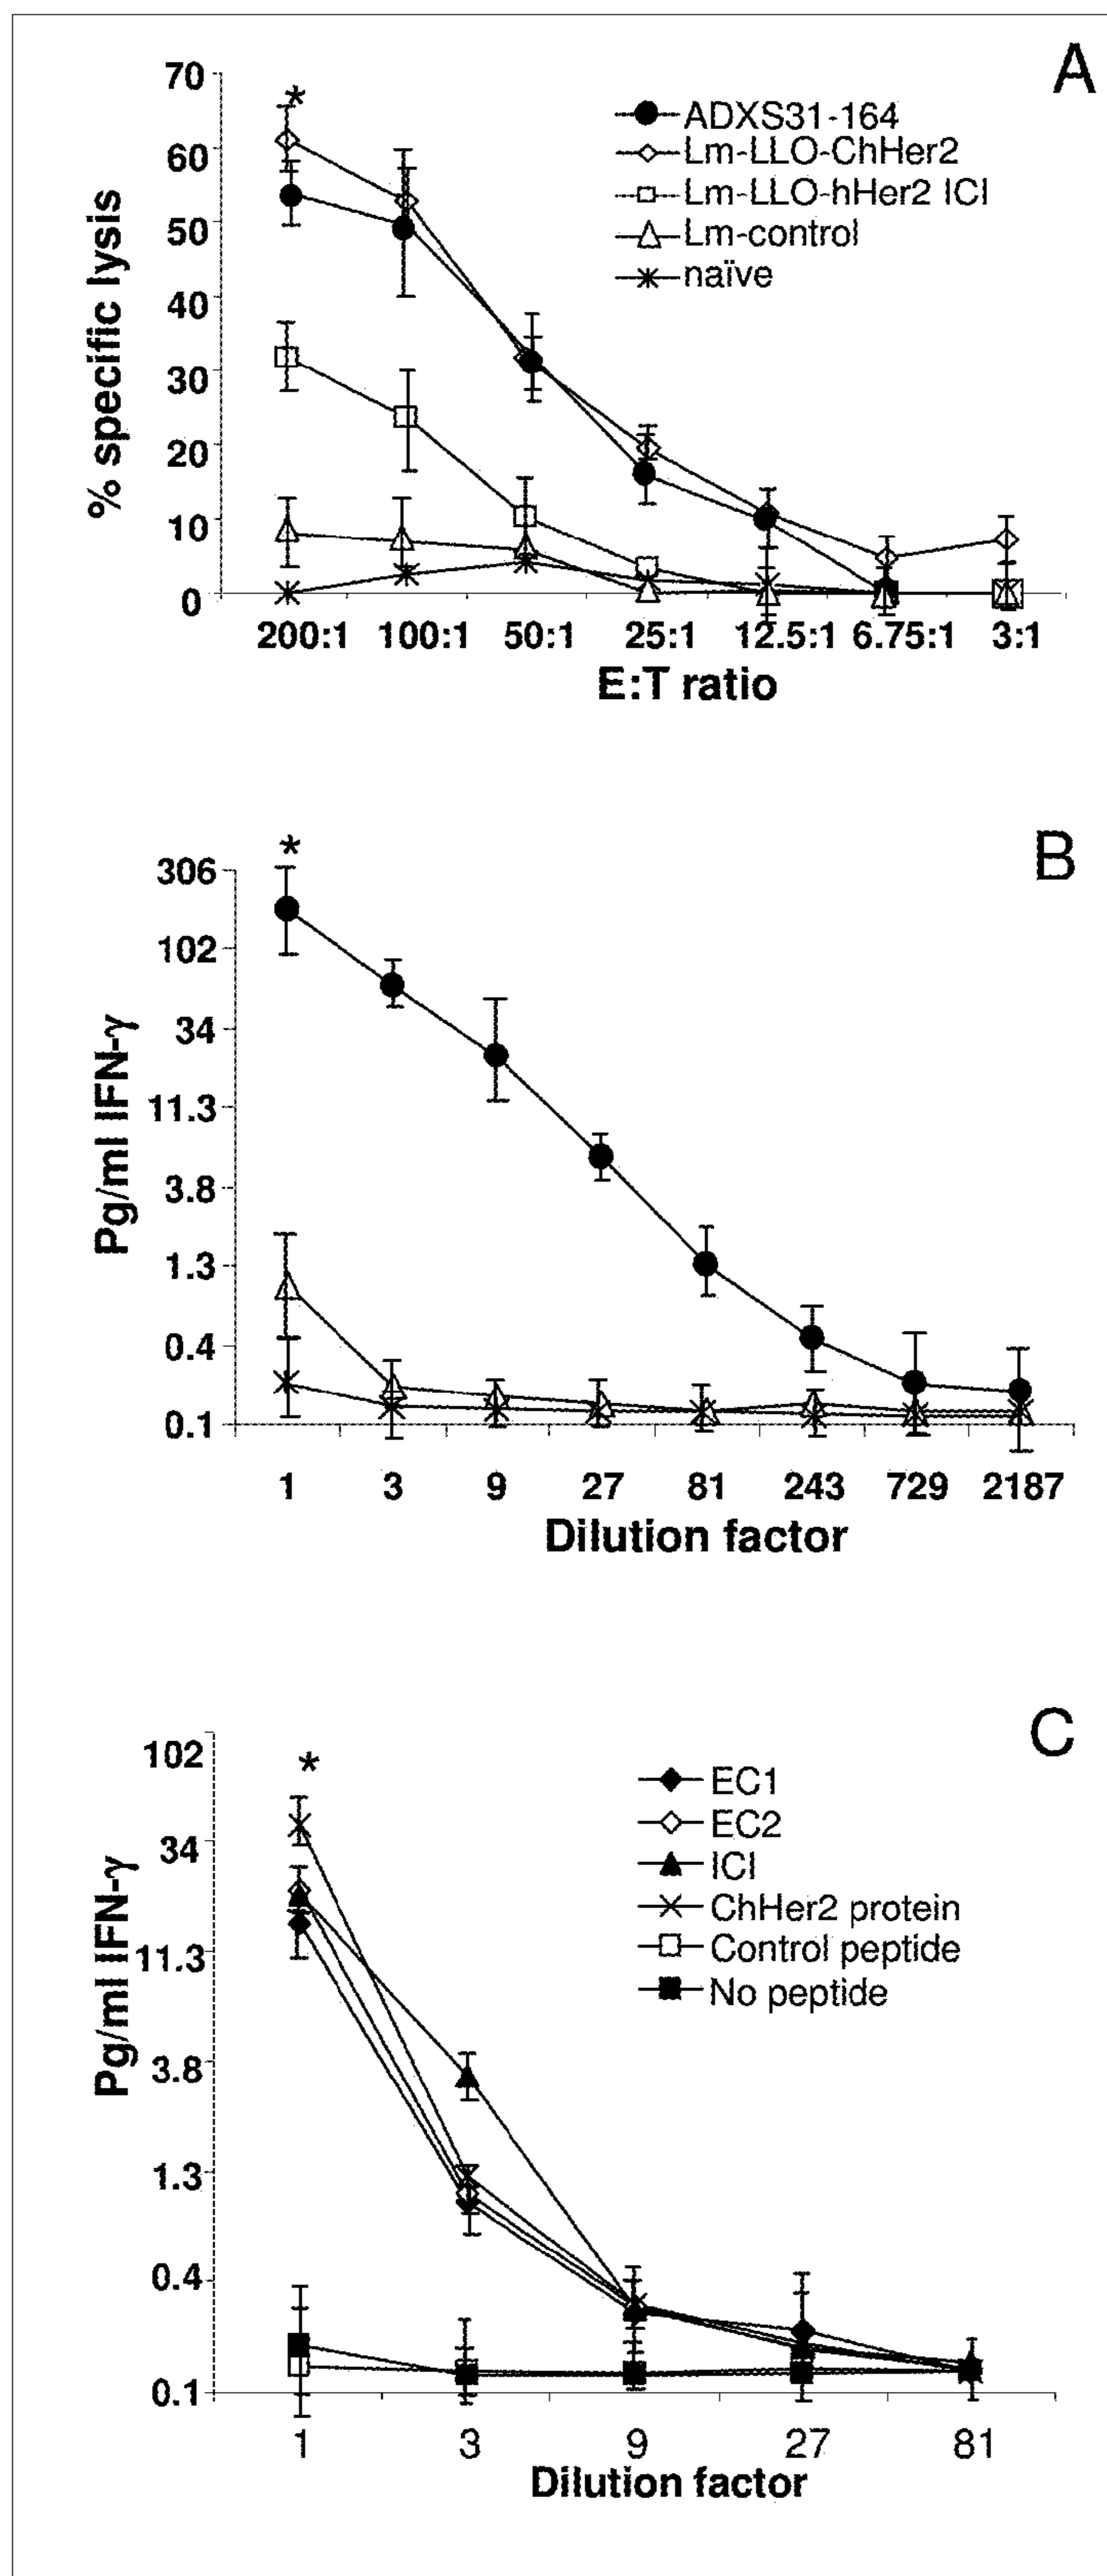 A
*
70
60
50
40
30
20
10
0
% specific lysis
ADXS31-164
Lm-LLO-ChHer2
Lm-LLO-hHer2 ICI
Lm-control
naïve
200:1 100:1 50:1 25:1 12.5:1 6.75:1 3:1
E:T ratio
B
*
306
102
34
11.3
3.8
1.3
0.4
0.1
Pg/ml IFN-γ
1 3 9 27 81 243 729 2187
Dilution factor
C
*
102
34
11.3
3.8
1.3
0.4
0.1
Pg/ml IFN-γ
EC1
EC2
ICI
ChHer2 protein
Control peptide
No peptide
1 3 9 27 81
Dilution factor